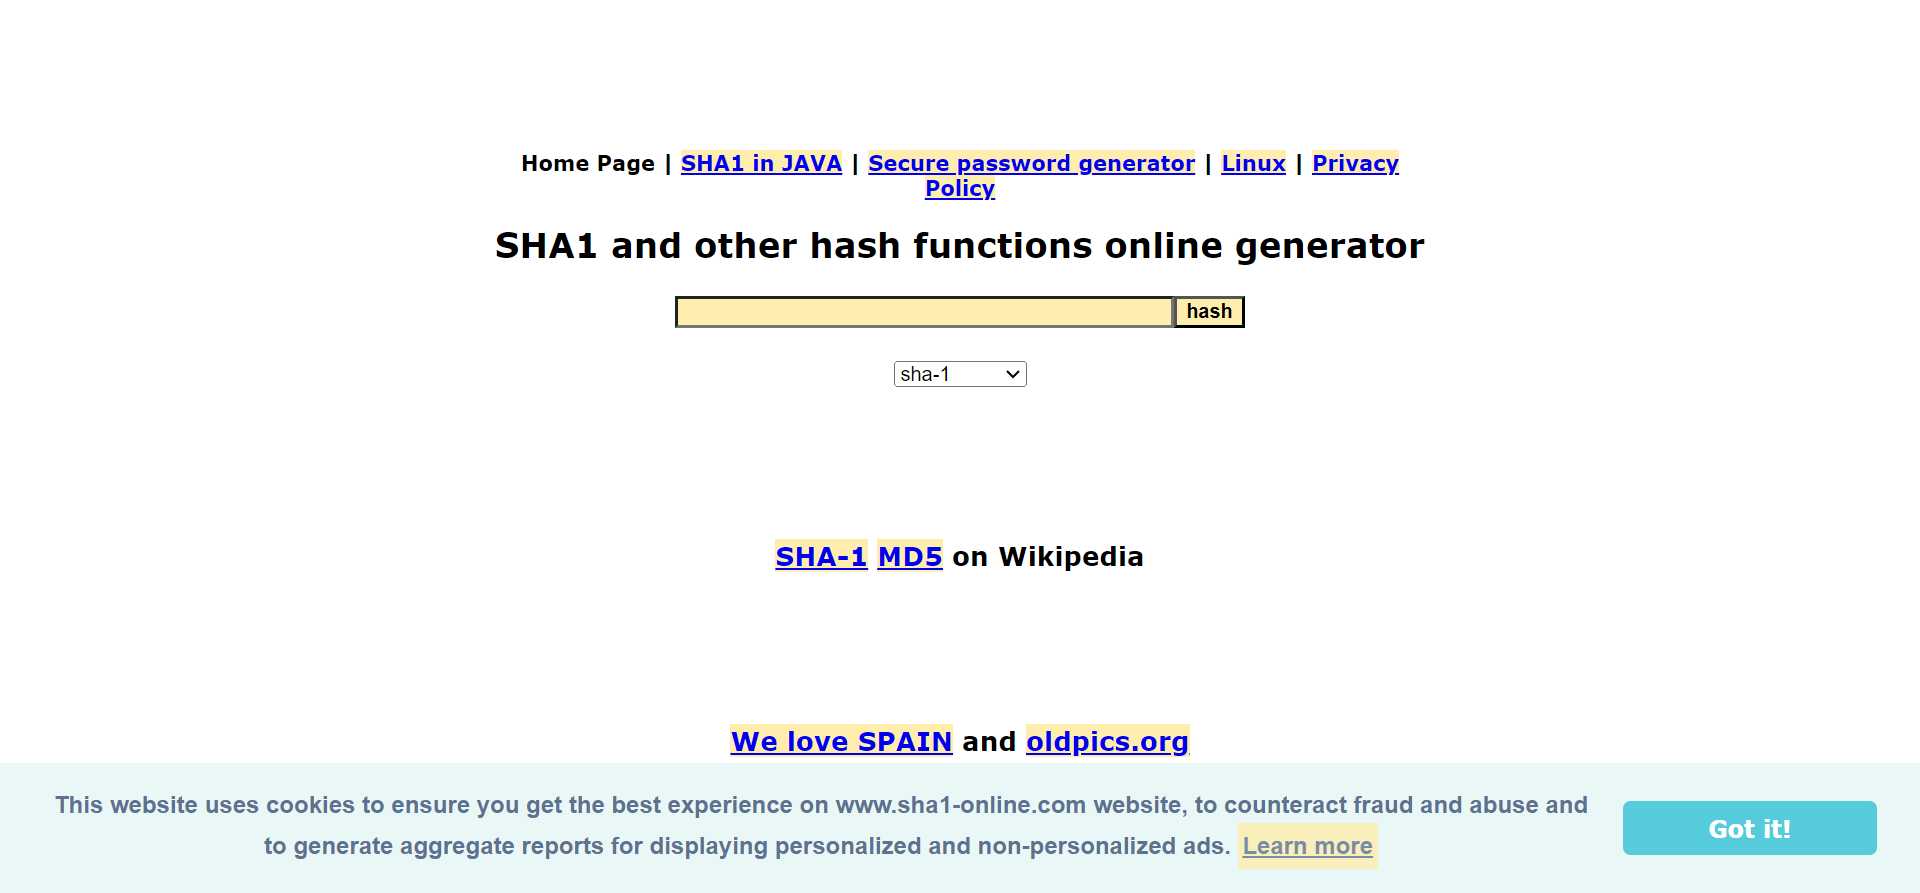 Home Page | SHA1 in JAVA | Secure password generator | Linux | Privacy
Policy
SHA1 and other hash functions online generator
hash
sha-1
SHA-1 MD5 on Wikipedia
We love SPAIN and oldpics.org
This website uses cookies to ensure you get the best experience on www.sha1-online.com website, to counteract fraud and abuse and
to generate aggregate reports for displaying personalized and non-personalized ads. Learn more
Got it!